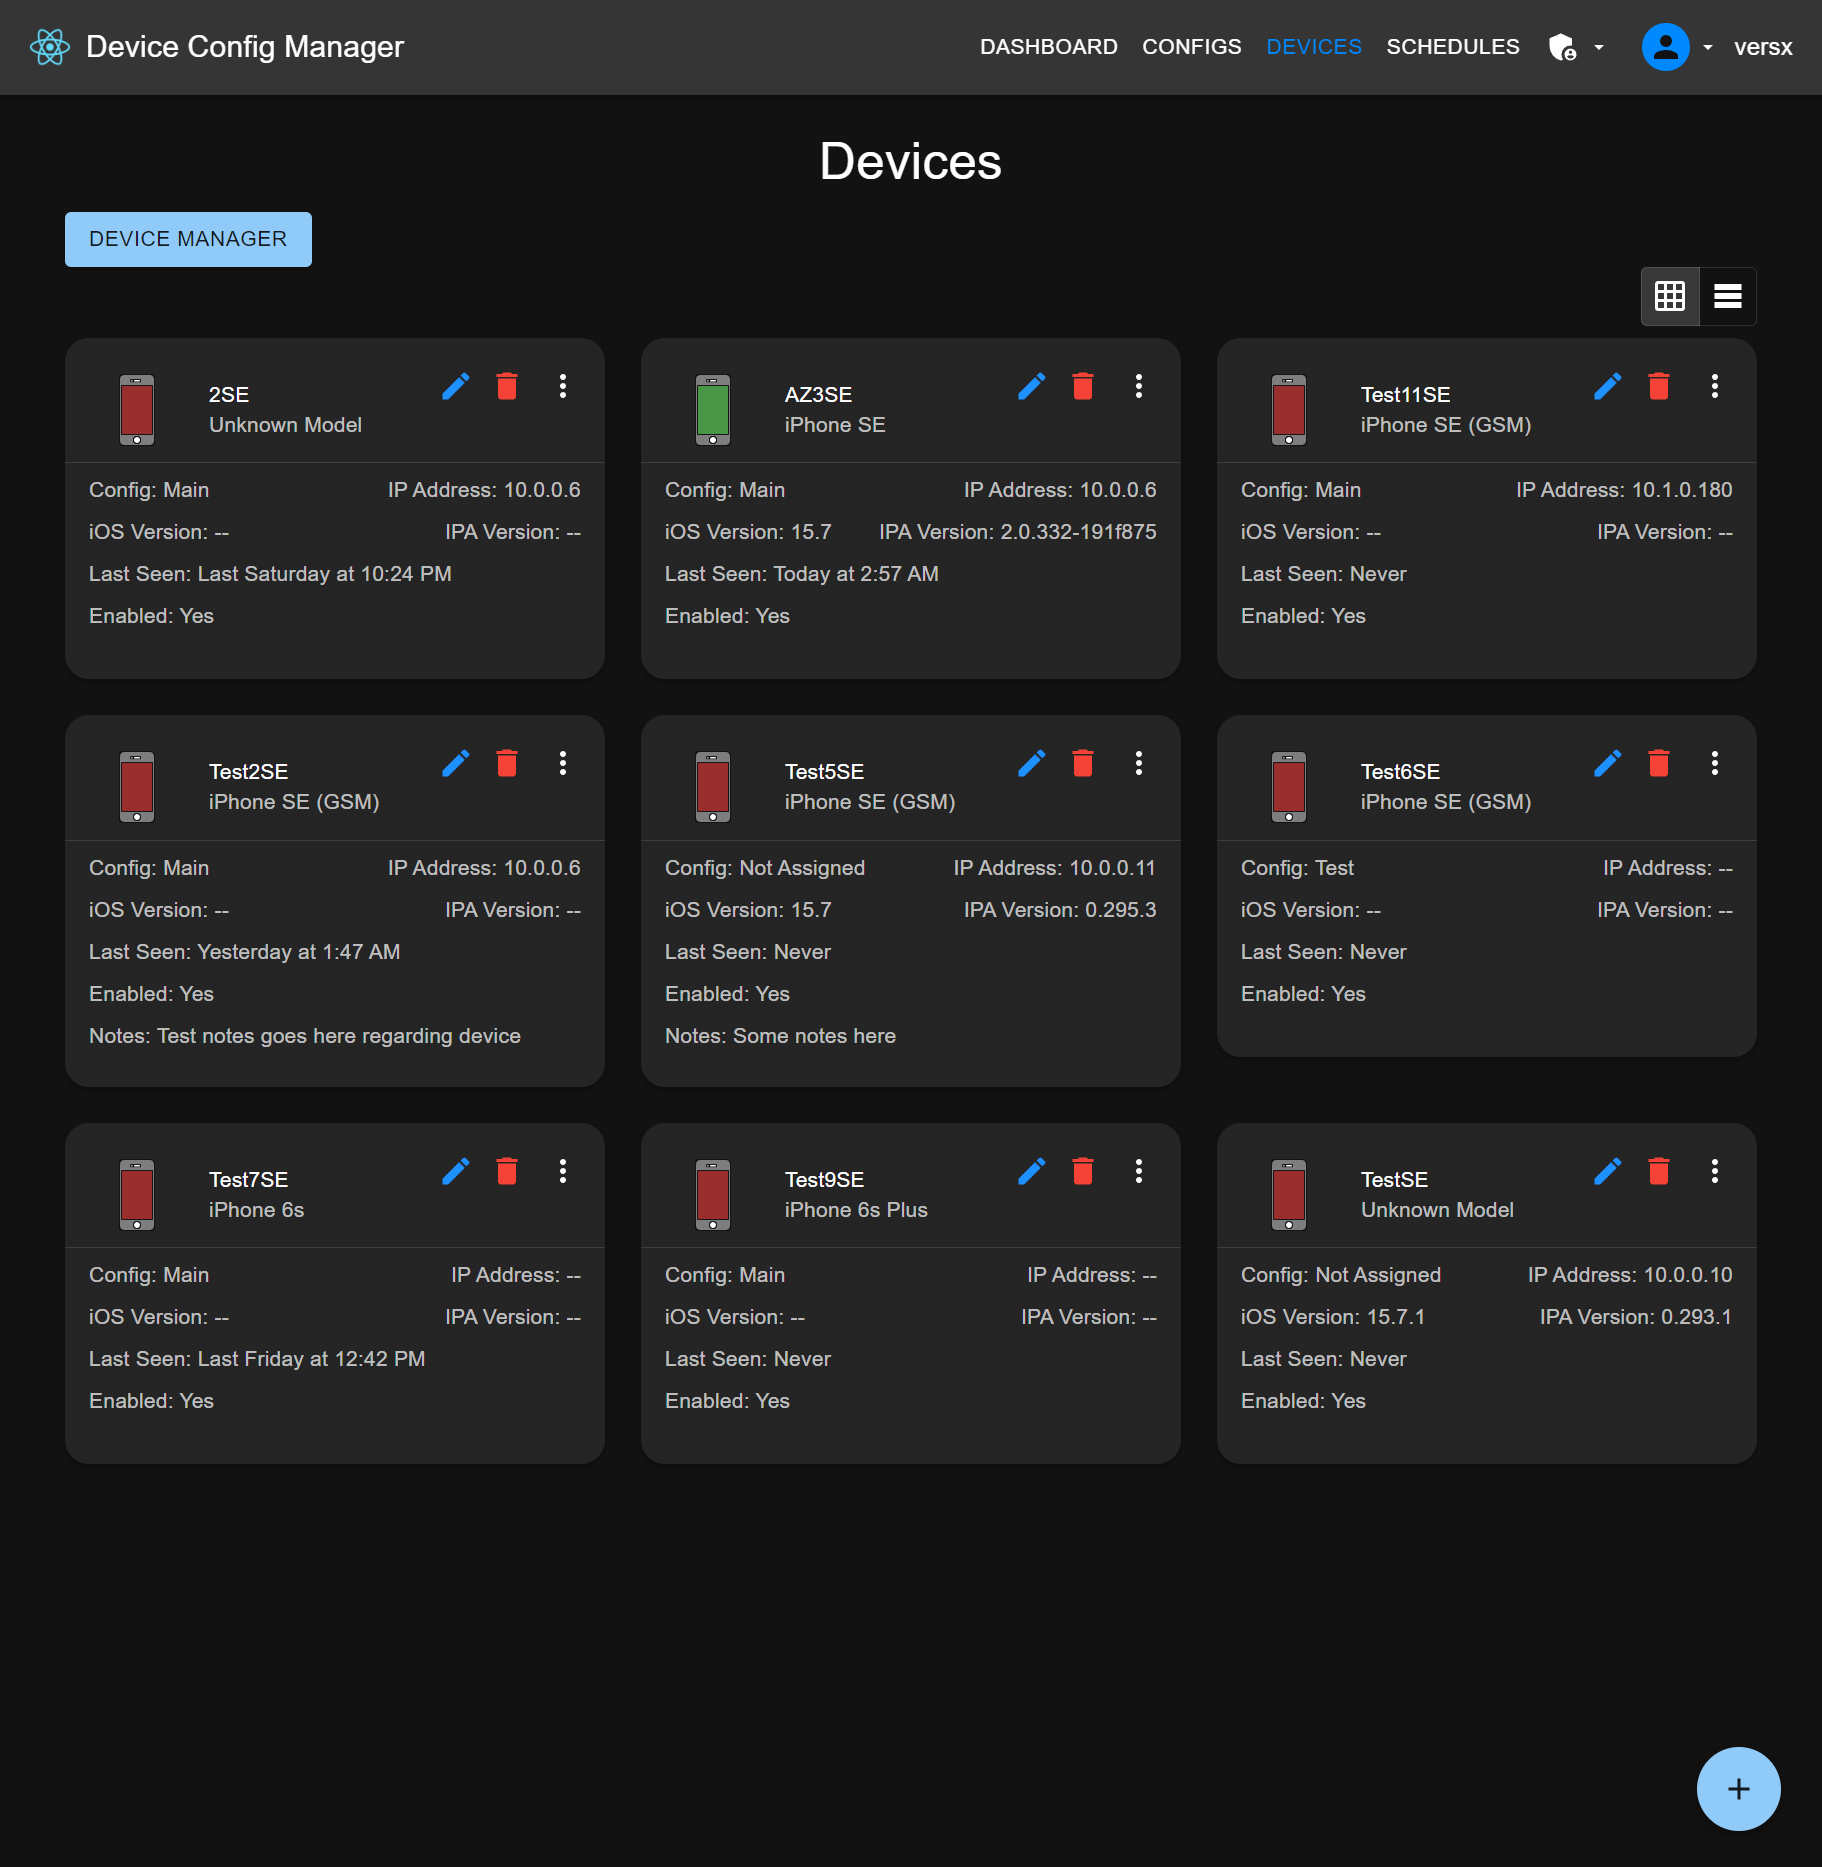 Device Config Manager
DASHBOARD CONFIGS DEVICES SCHEDULES versx
Devices
DEVICE MANAGER
2SE
Unknown Model
Config: Main IP Address: 10.0.0.6
iOS Version: -- IPA Version: --
Last Seen: Last Saturday at 10:24 PM
Enabled: Yes
AZ3SE
iPhone SE
Config: Main IP Address: 10.0.0.6
iOS Version: 15.7 IPA Version: 2.0.332-191f875
Last Seen: Today at 2:57 AM
Enabled: Yes
Test11SE
iPhone SE (GSM)
Config: Main IP Address: 10.1.0.180
iOS Version: -- IPA Version: --
Last Seen: Never
Enabled: Yes
Test2SE
iPhone SE (GSM)
Config: Main IP Address: 10.0.0.6
iOS Version: -- IPA Version: --
Last Seen: Yesterday at 1:47 AM
Enabled: Yes
Notes: Test notes goes here regarding device
Test5SE
iPhone SE (GSM)
Config: Not Assigned IP Address: 10.0.0.11
iOS Version: 15.7 IPA Version: 0.295.3
Last Seen: Never
Enabled: Yes
Notes: Some notes here
Test6SE
iPhone SE (GSM)
Config: Test IP Address: --
iOS Version: -- IPA Version: --
Last Seen: Never
Enabled: Yes
Test7SE
iPhone 6s
Config: Main IP Address: --
iOS Version: -- IPA Version: --
Last Seen: Last Friday at 12:42 PM
Enabled: Yes
Test9SE
iPhone 6s Plus
Config: Main IP Address: --
iOS Version: -- IPA Version: --
Last Seen: Never
Enabled: Yes
TestSE
Unknown Model
Config: Not Assigned IP Address: 10.0.0.10
iOS Version: 15.7.1 IPA Version: 0.293.1
Last Seen: Never
Enabled: Yes